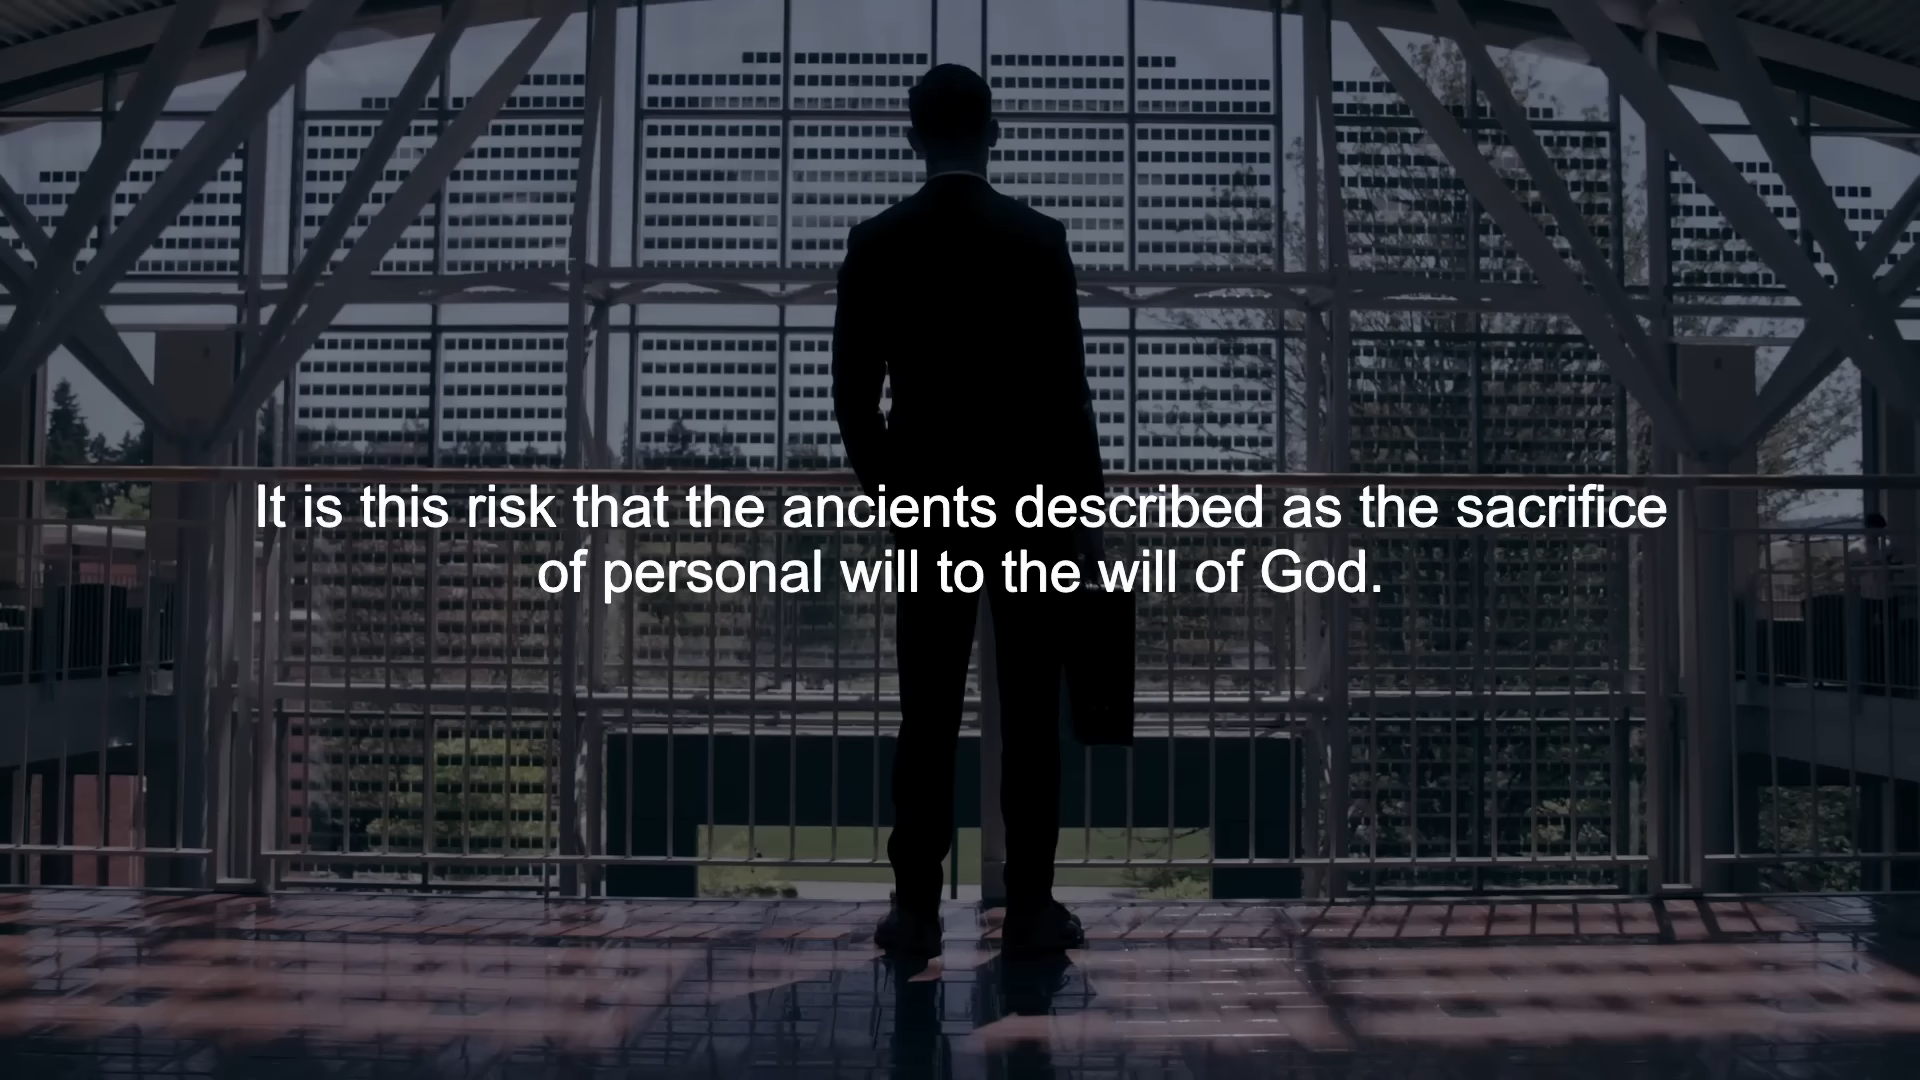 It is this risk that the ancients described as the sacrifice
of personal will to the will of God.